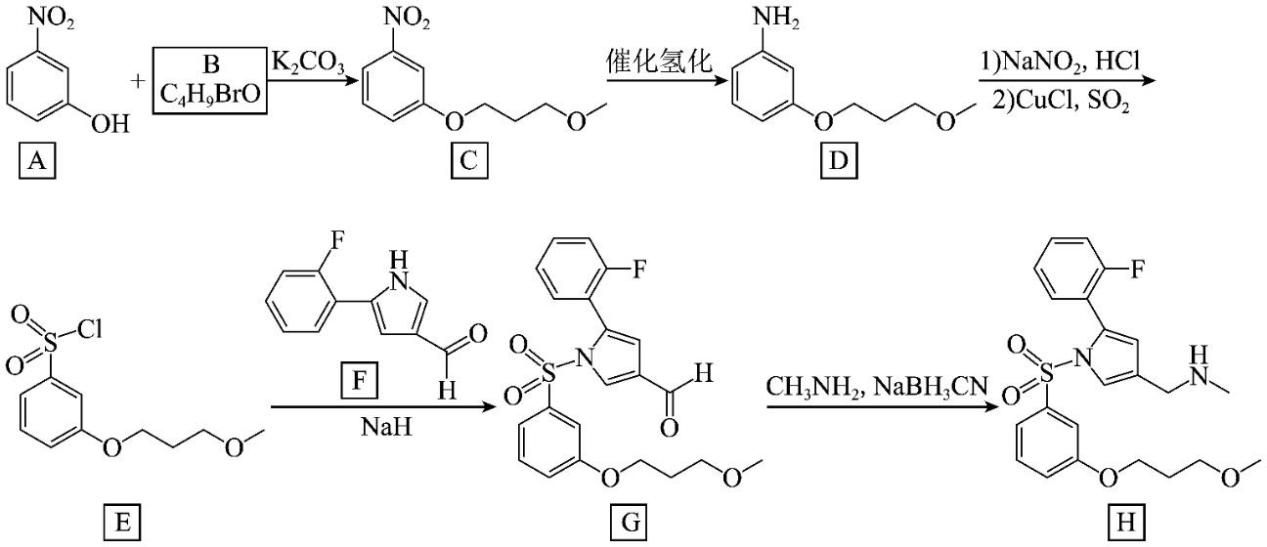 NO₂
OH
A
+
B
C₄H₉BrO
K₂CO₃
NO₂
O
O
C
催化氢化
NH₂
O
O
D
1)NaNO₂, HCl
2)CuCl, SO₂
O
O
S
Cl
O
O
E
F
H
N
O
H
F
NaH
F
O
O
S
N
H
O
O
O
G
CH₃NH₂, NaBH₃CN
F
O
O
S
N
H
N
O
O
H